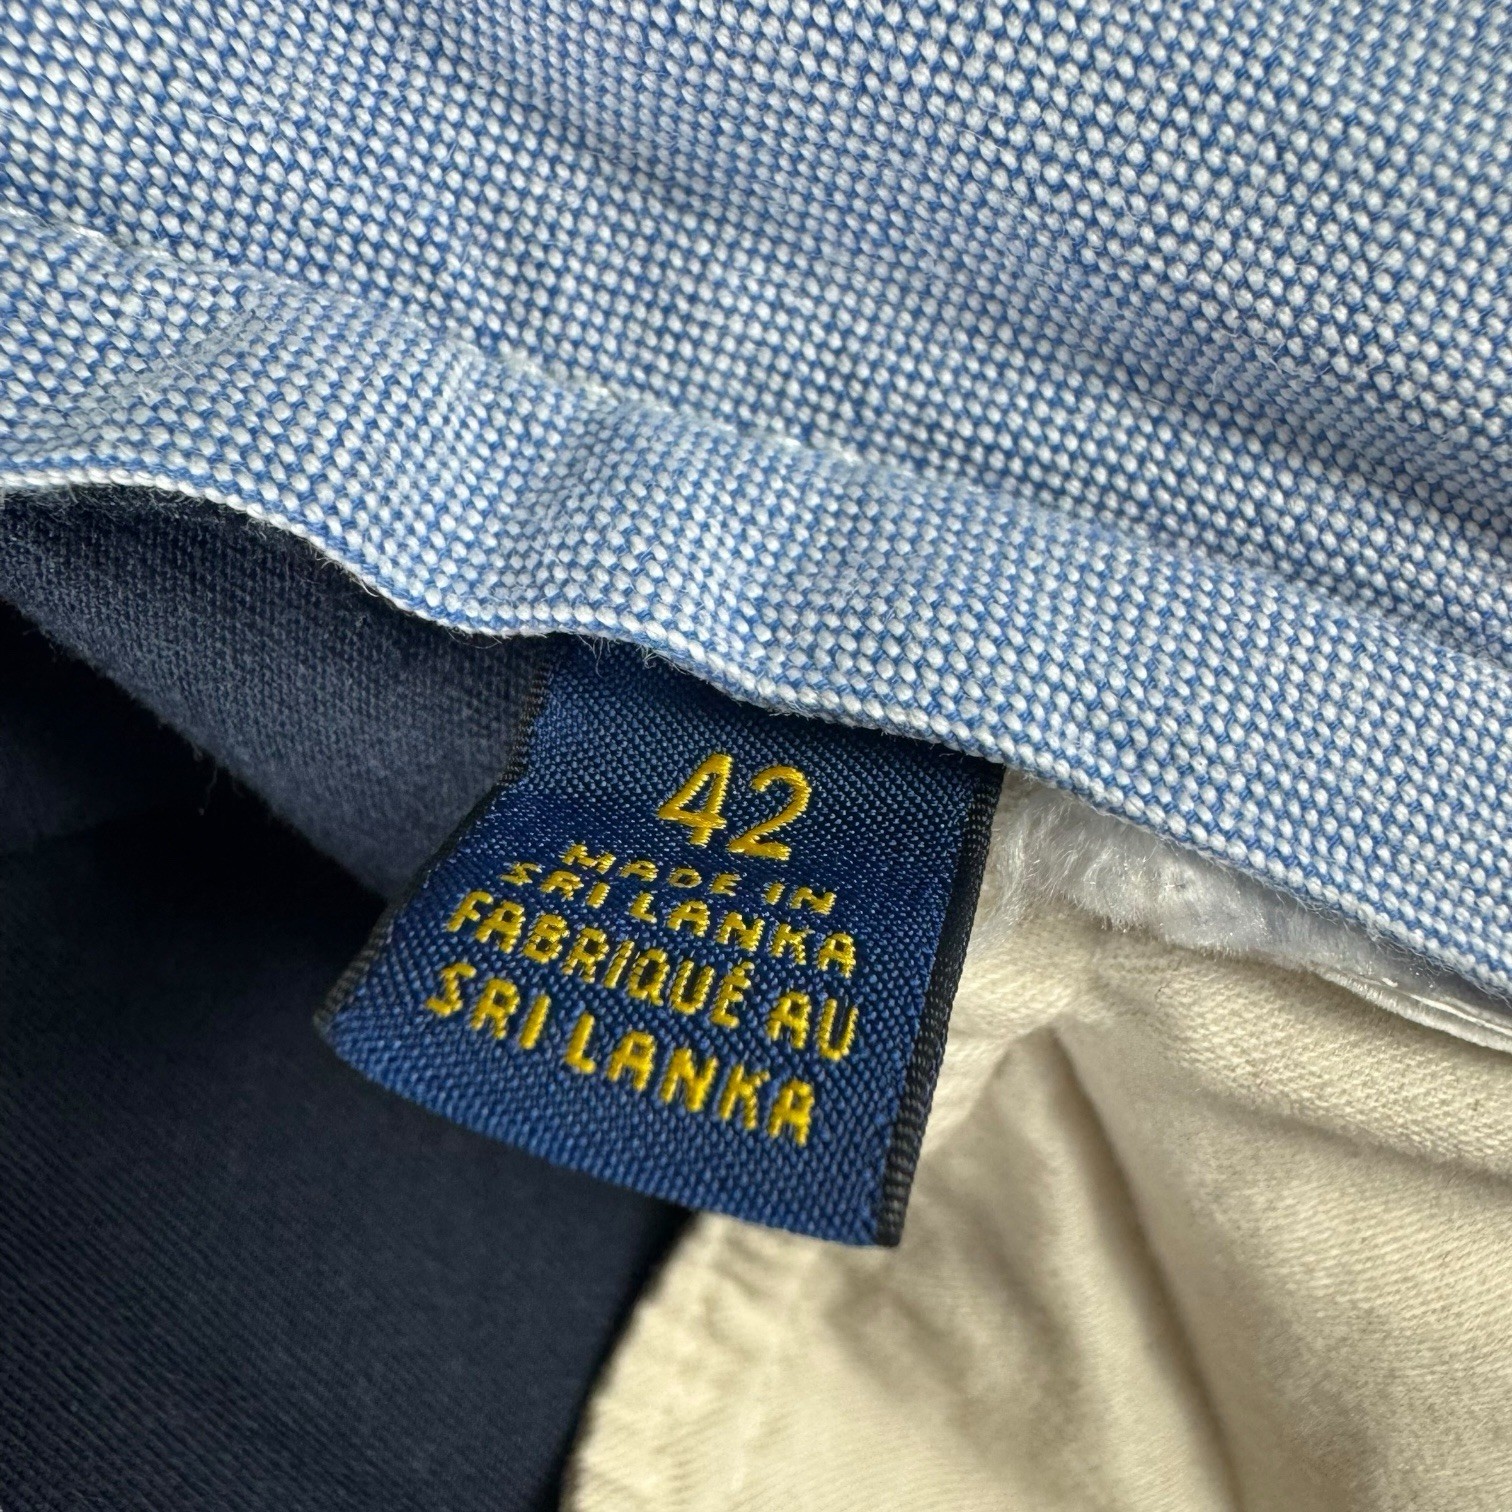 42
MADE IN
SRI LANKA
FABRIQUÉ AU
SRI LANKA